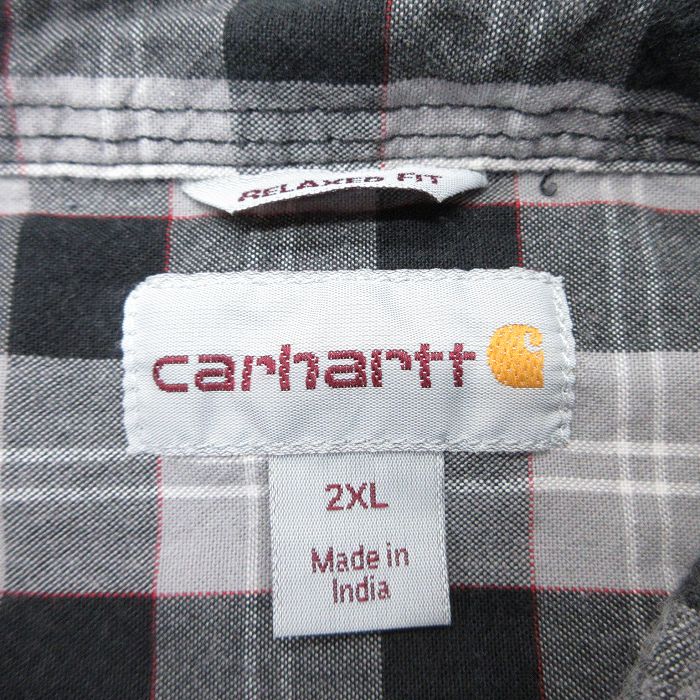 RELAXED FIT
carhartt
2XL
Made in
India